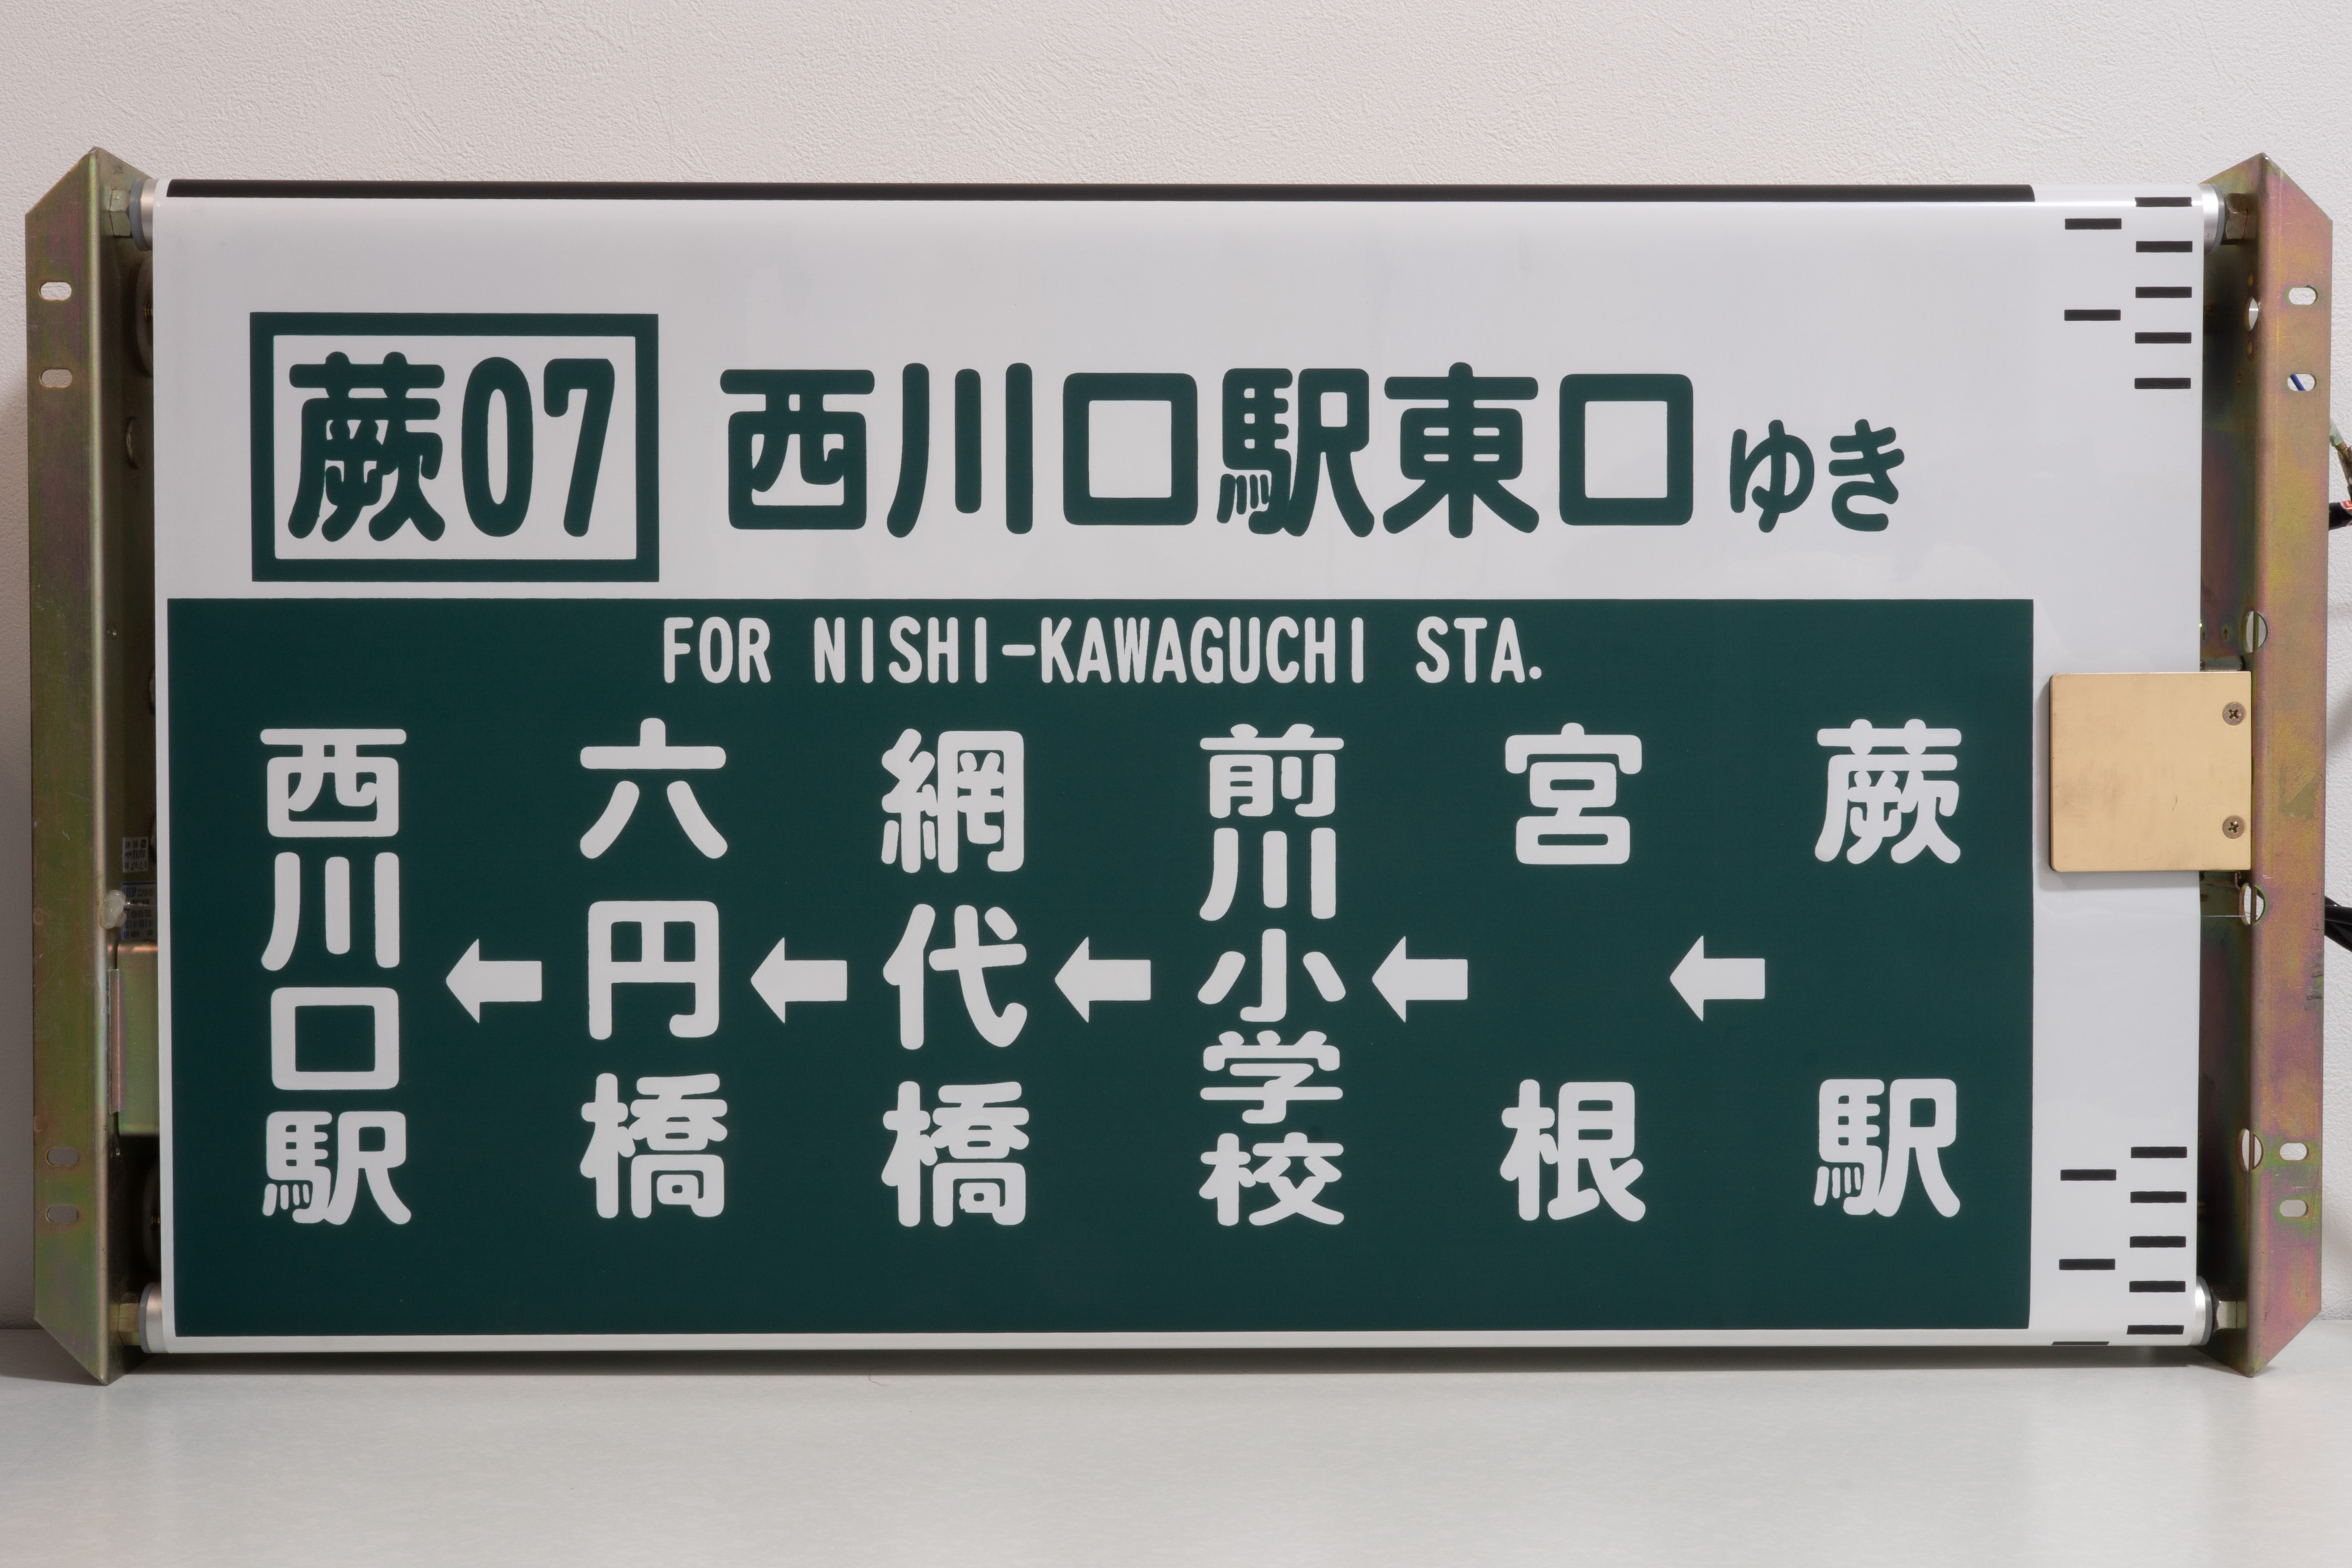 蕨07 西川口駅東口ゆき
FOR NISHI-KAWAGUCHI STA.
蕨駅
←
宮根
←
前川小学校
←
網代橋
←
六円橋
←
西川口駅